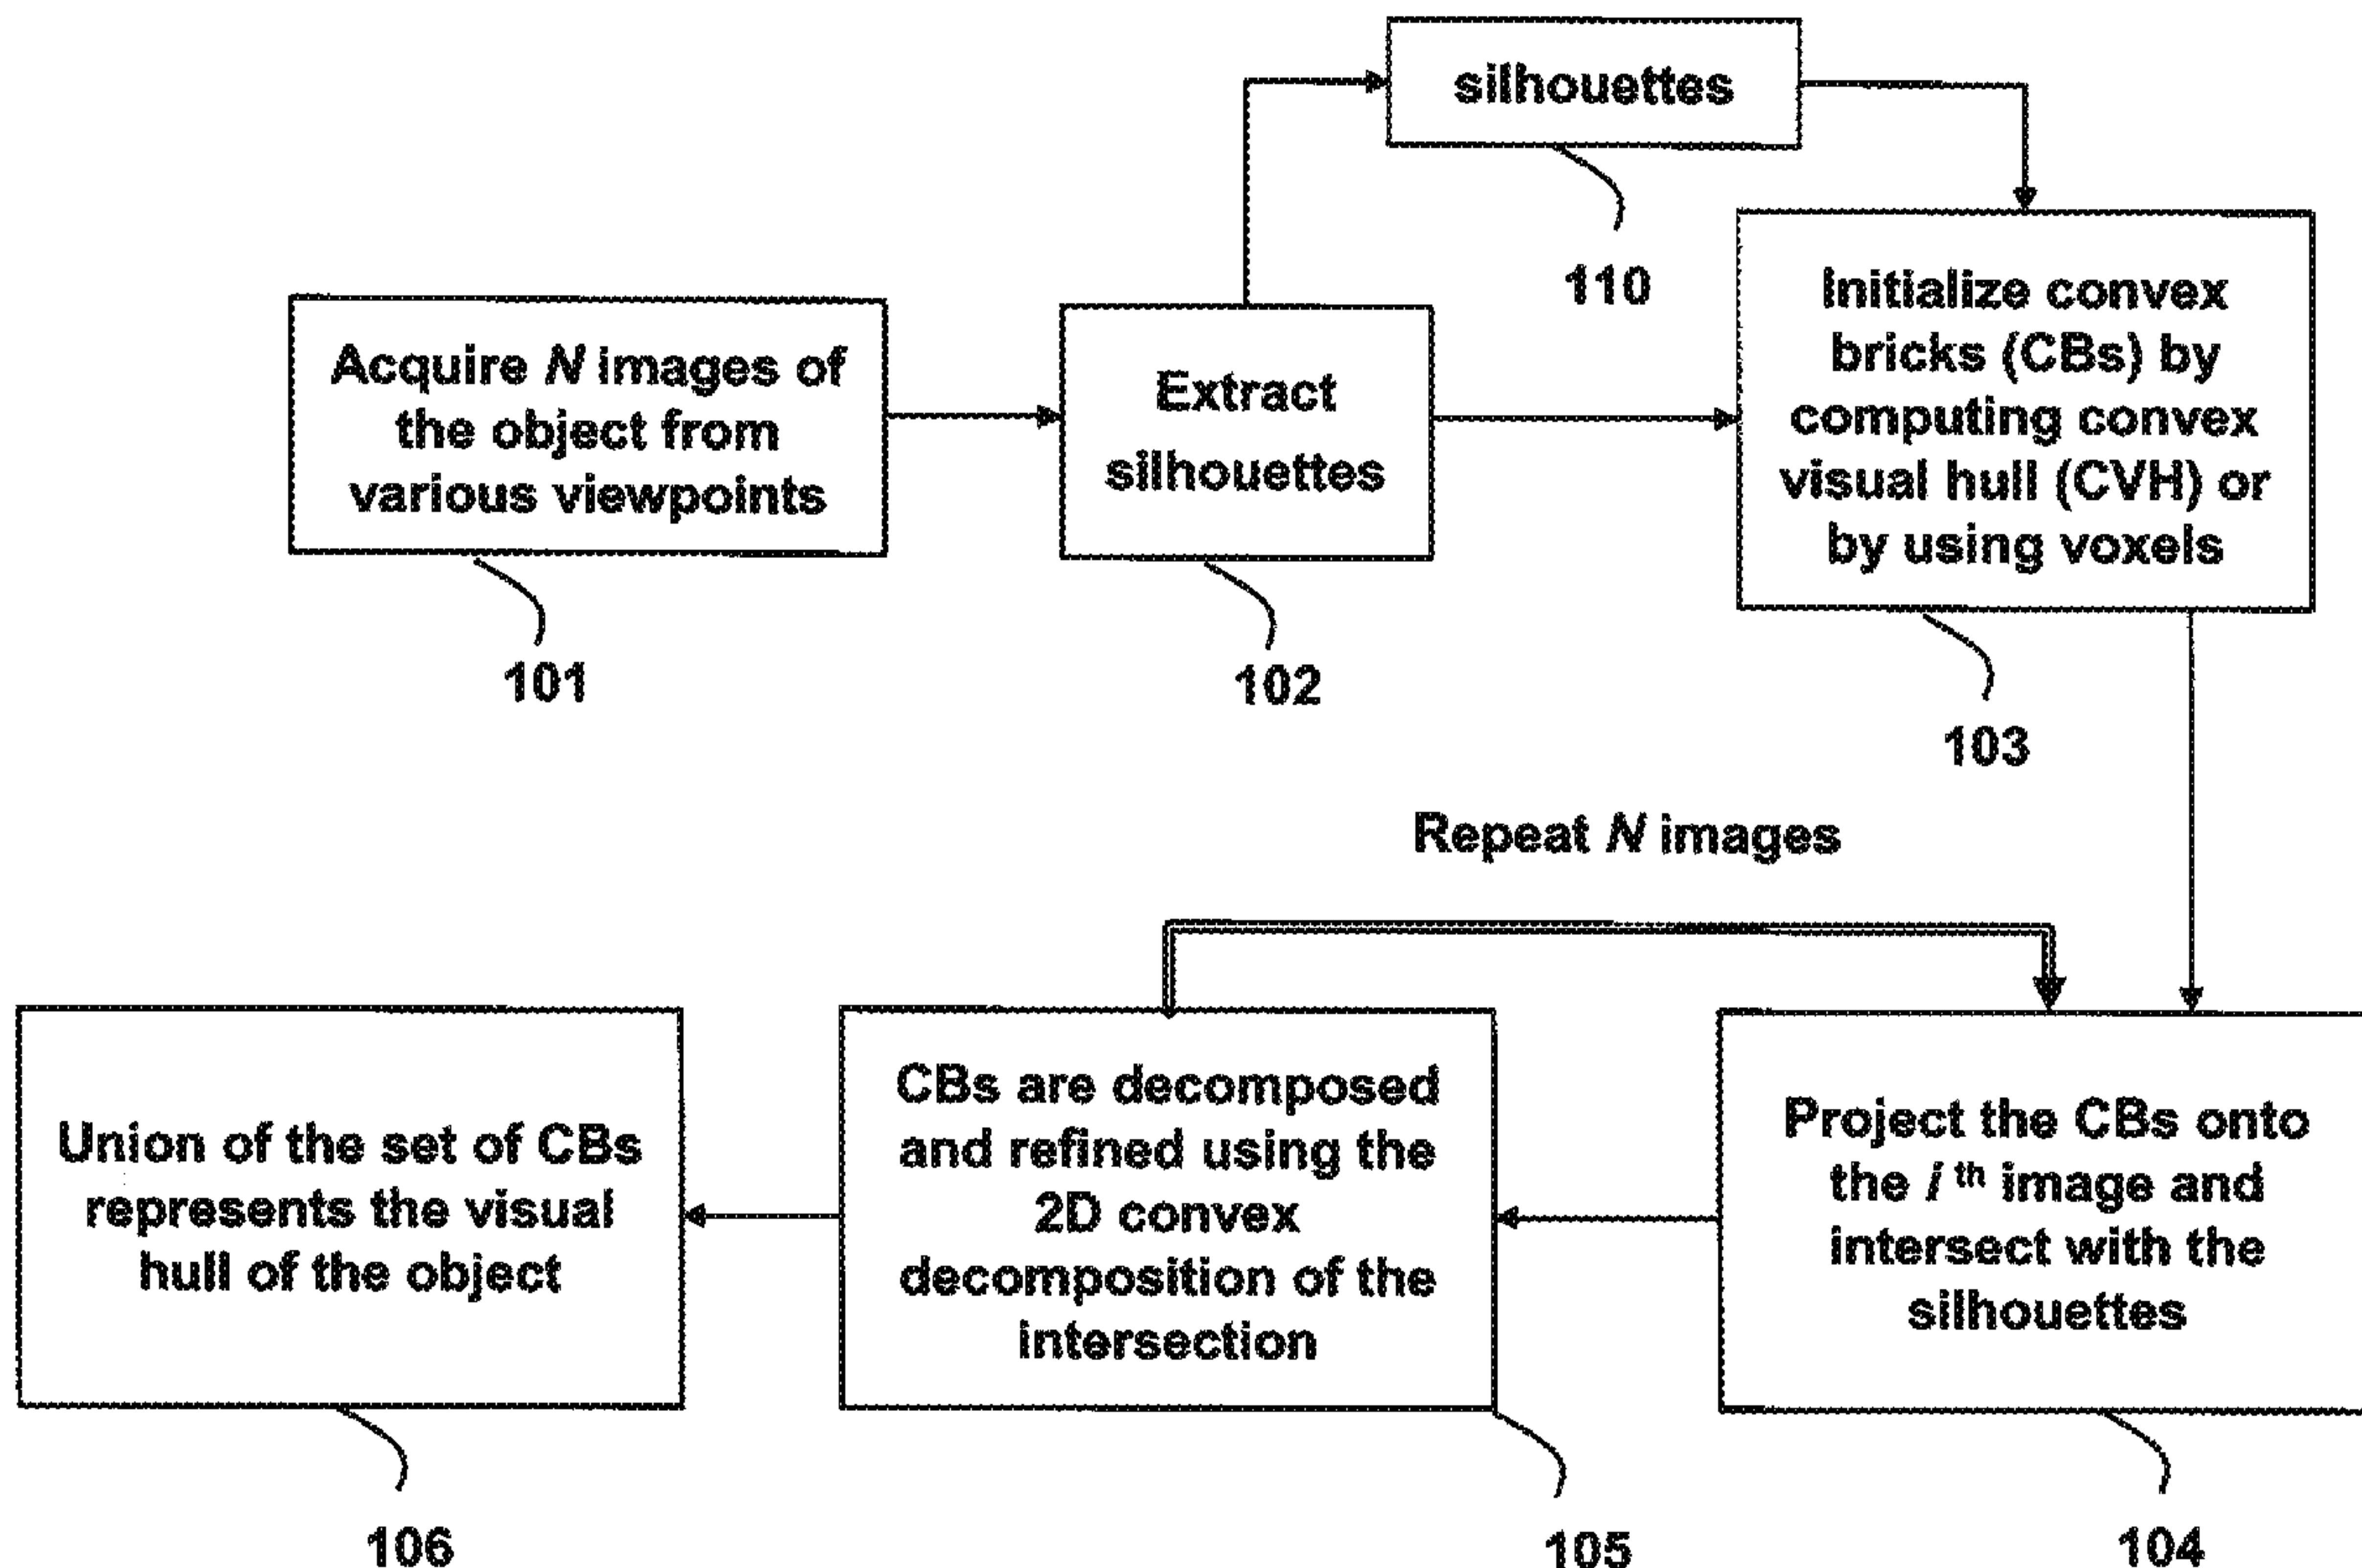 silhouettes
110
Acquire N images of
the object from
various viewpoints
101
Extract
silhouettes
102
Initialize convex
bricks (CBs) by
computing convex
visual hull (CVH) or
by using voxels
103
Repeat N images
Union of the set of CBs
represents the visual
hull of the object
106
CBs are decomposed
and refined using the
2D convex
decomposition of the
intersection
105
Project the CBs onto
the i th image and
intersect with the
silhouettes
104